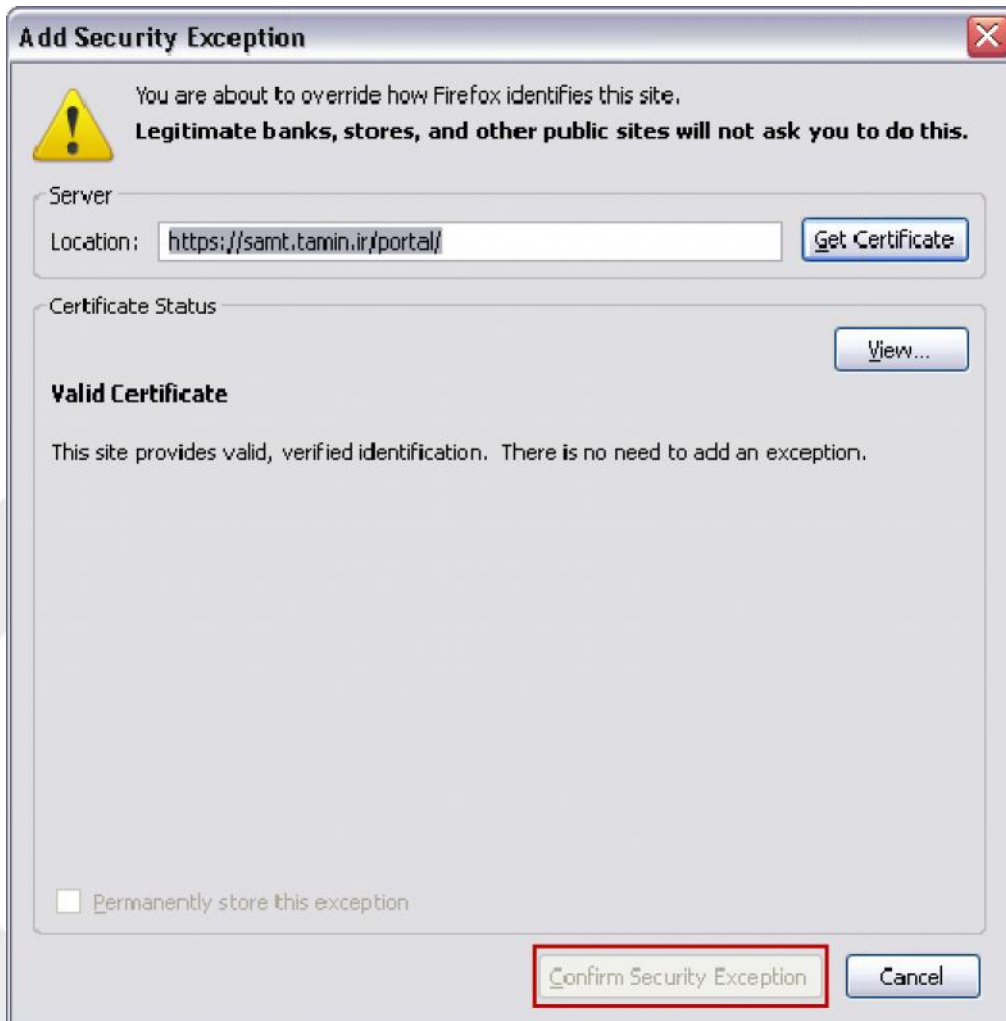 Add Security Exception
You are about to override how Firefox identifies this site.
Legitimate banks, stores, and other public sites will not ask you to do this.
Server
Location: https://samt.tamin.ir/portal/ Get Certificate
Certificate Status
View...
Valid Certificate
This site provides valid, verified identification. There is no need to add an exception.
Permanently store this exception
Confirm Security Exception Cancel